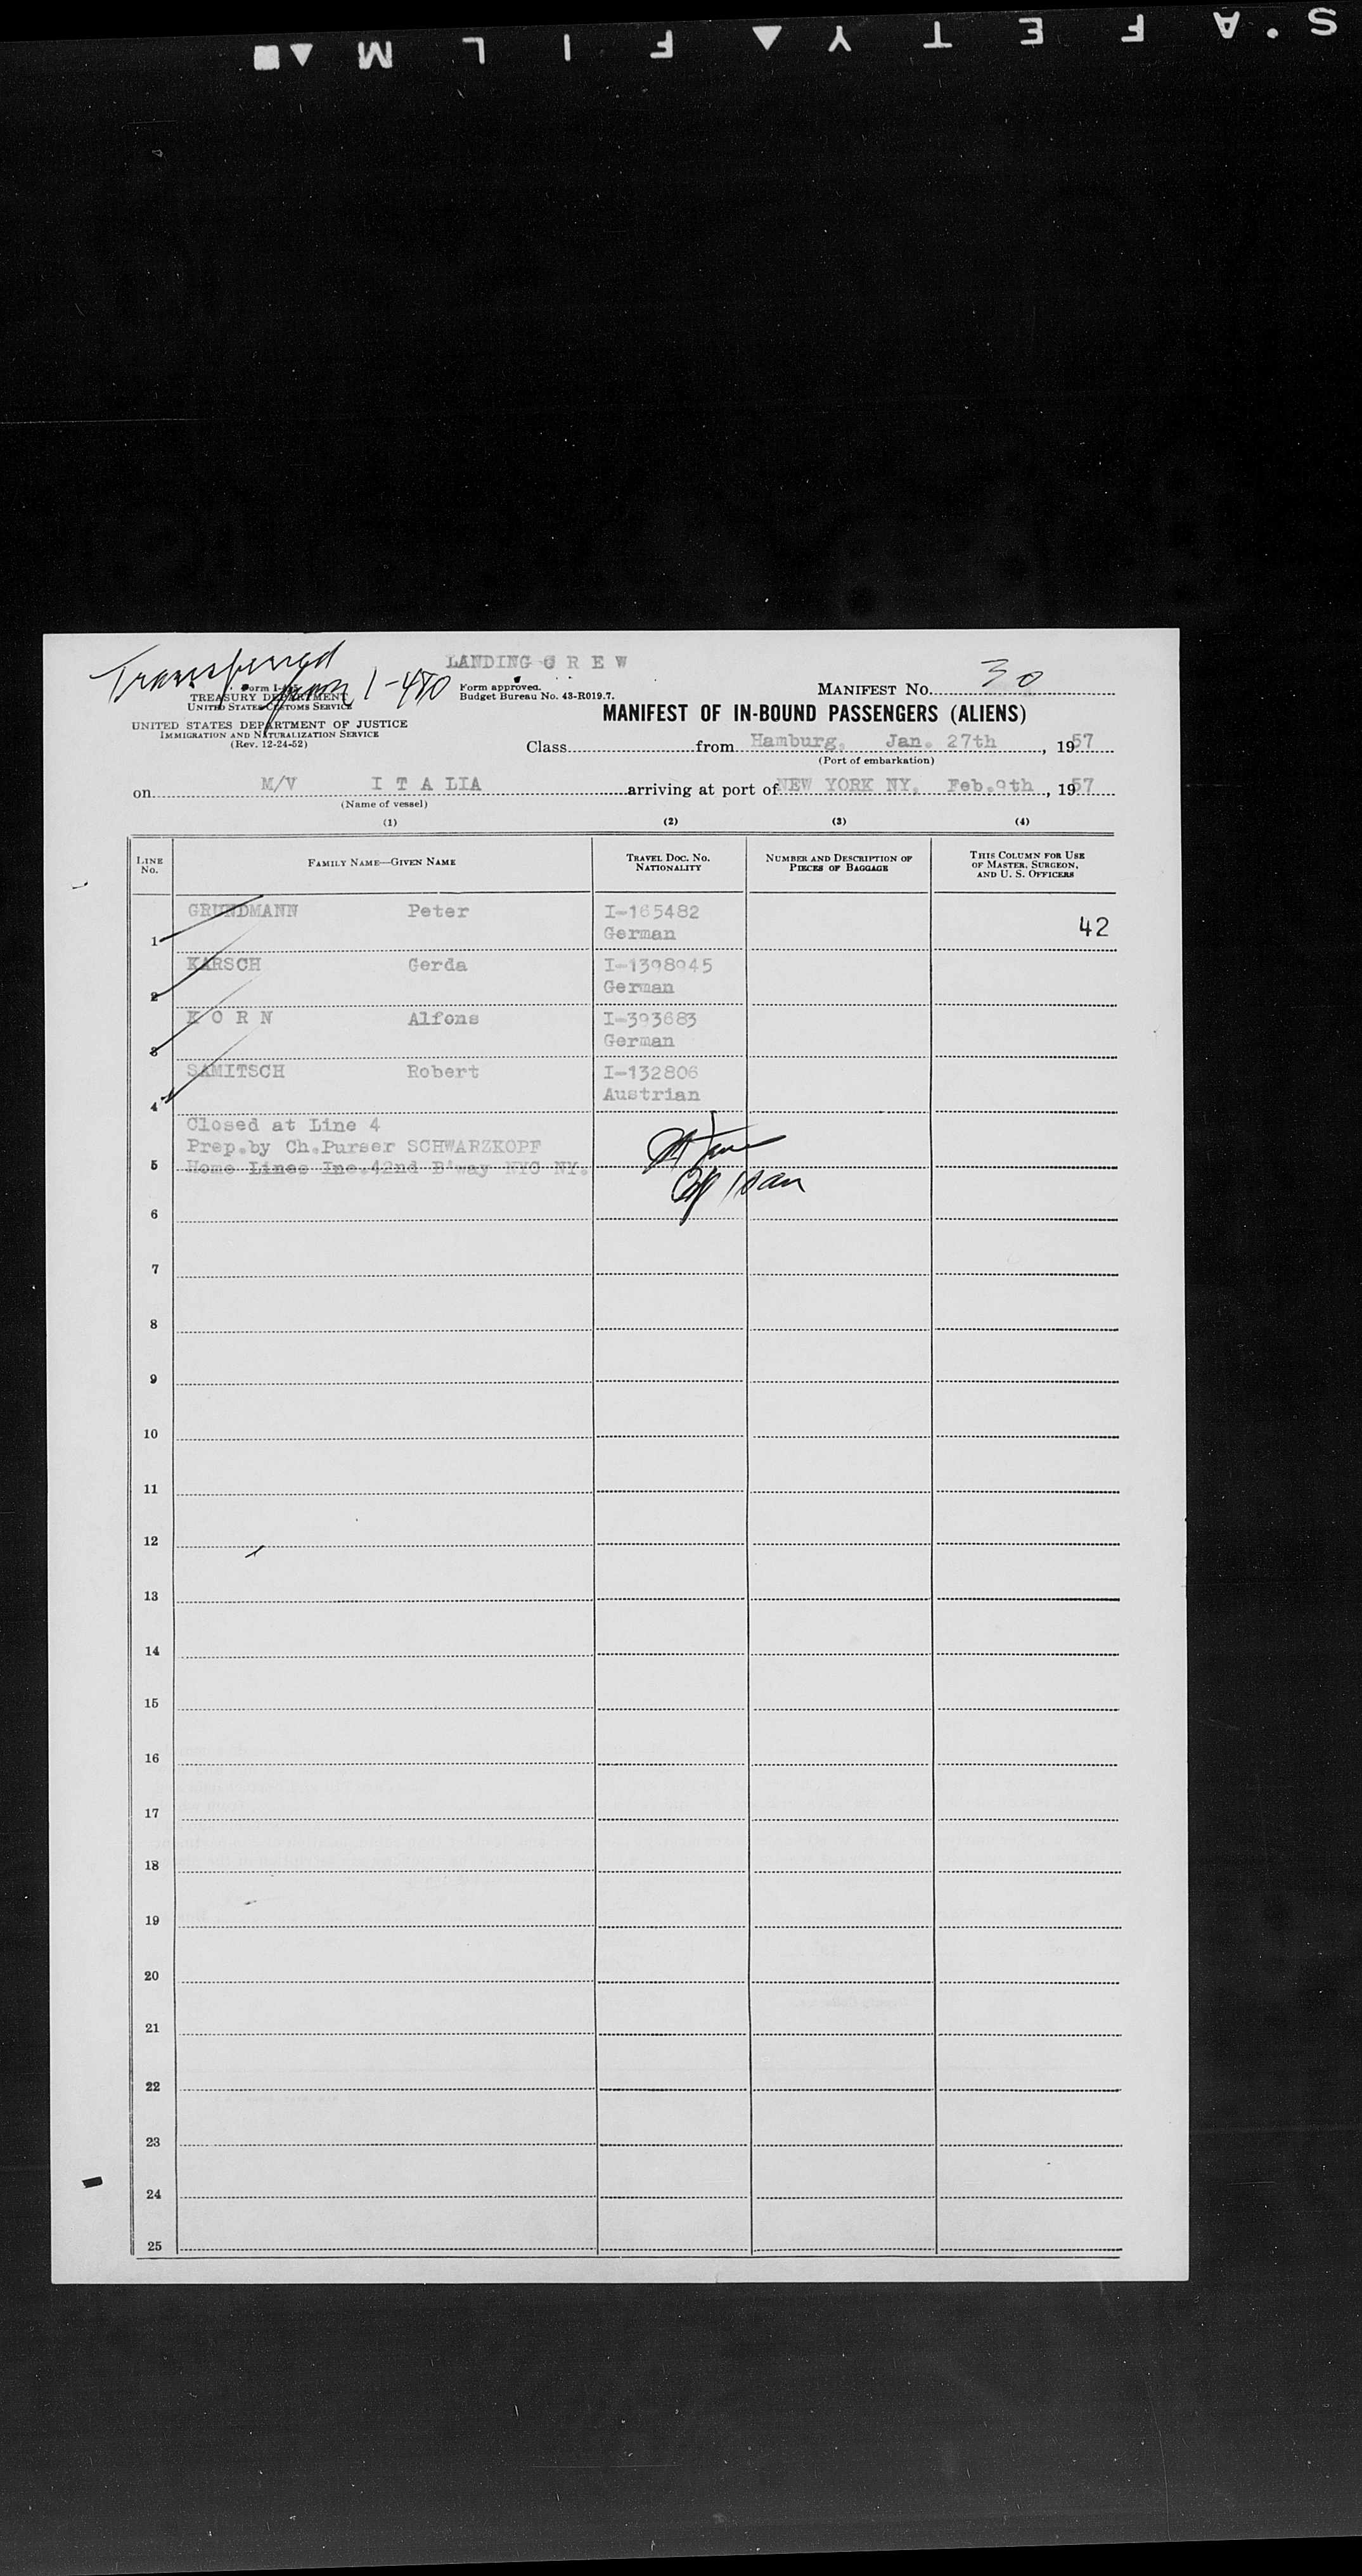 S.AFETY▲FILM▲■
Transferred
from I-480
LANDING C R E W
30
Form approved.
Budget Bureau No. 43-R019.7.
MANIFEST NO.
TREASURY DEPARTMENT
UNITED STATES CUSTOMS SERVICE
MANIFEST OF IN-BOUND PASSENGERS (ALIENS)
UNITED STATES DEPARTMENT OF JUSTICE
IMMIGRATION AND NATURALIZATION SERVICE
(Rev. 12-24-52)
Class from Hamburg, Jan. 27th, 1957
(Port of embarkation)
on M/V I T A LIA arriving at port of NEW YORK NY. Feb.9th, 1957
(Name of vessel)
(1) (2) (3) (4)
LINE No. FAMILY NAME—GIVEN NAME TRAVEL DOC. NO. NATIONALITY NUMBER AND DESCRIPTION OF PIECES OF BAGGAGE THIS COLUMN FOR USE OF MASTER, SURGEON, AND U. S. OFFICERS
GRUNDMANN Peter I-165482
1 German 42
KARSCH Gerda I-1398945
2 German
K O R N Alfons I-393683
3 German
SAMITSCH Robert I-132806
4 Austrian
Closed at Line 4
Prep.by Ch.Purser SCHWARZKOPF
5 Home Lines Inc.42nd B'way NYC NY.
6
7
8
9
10
11
12
13
14
15
16
17
18
19
20
21
22
23
24
25